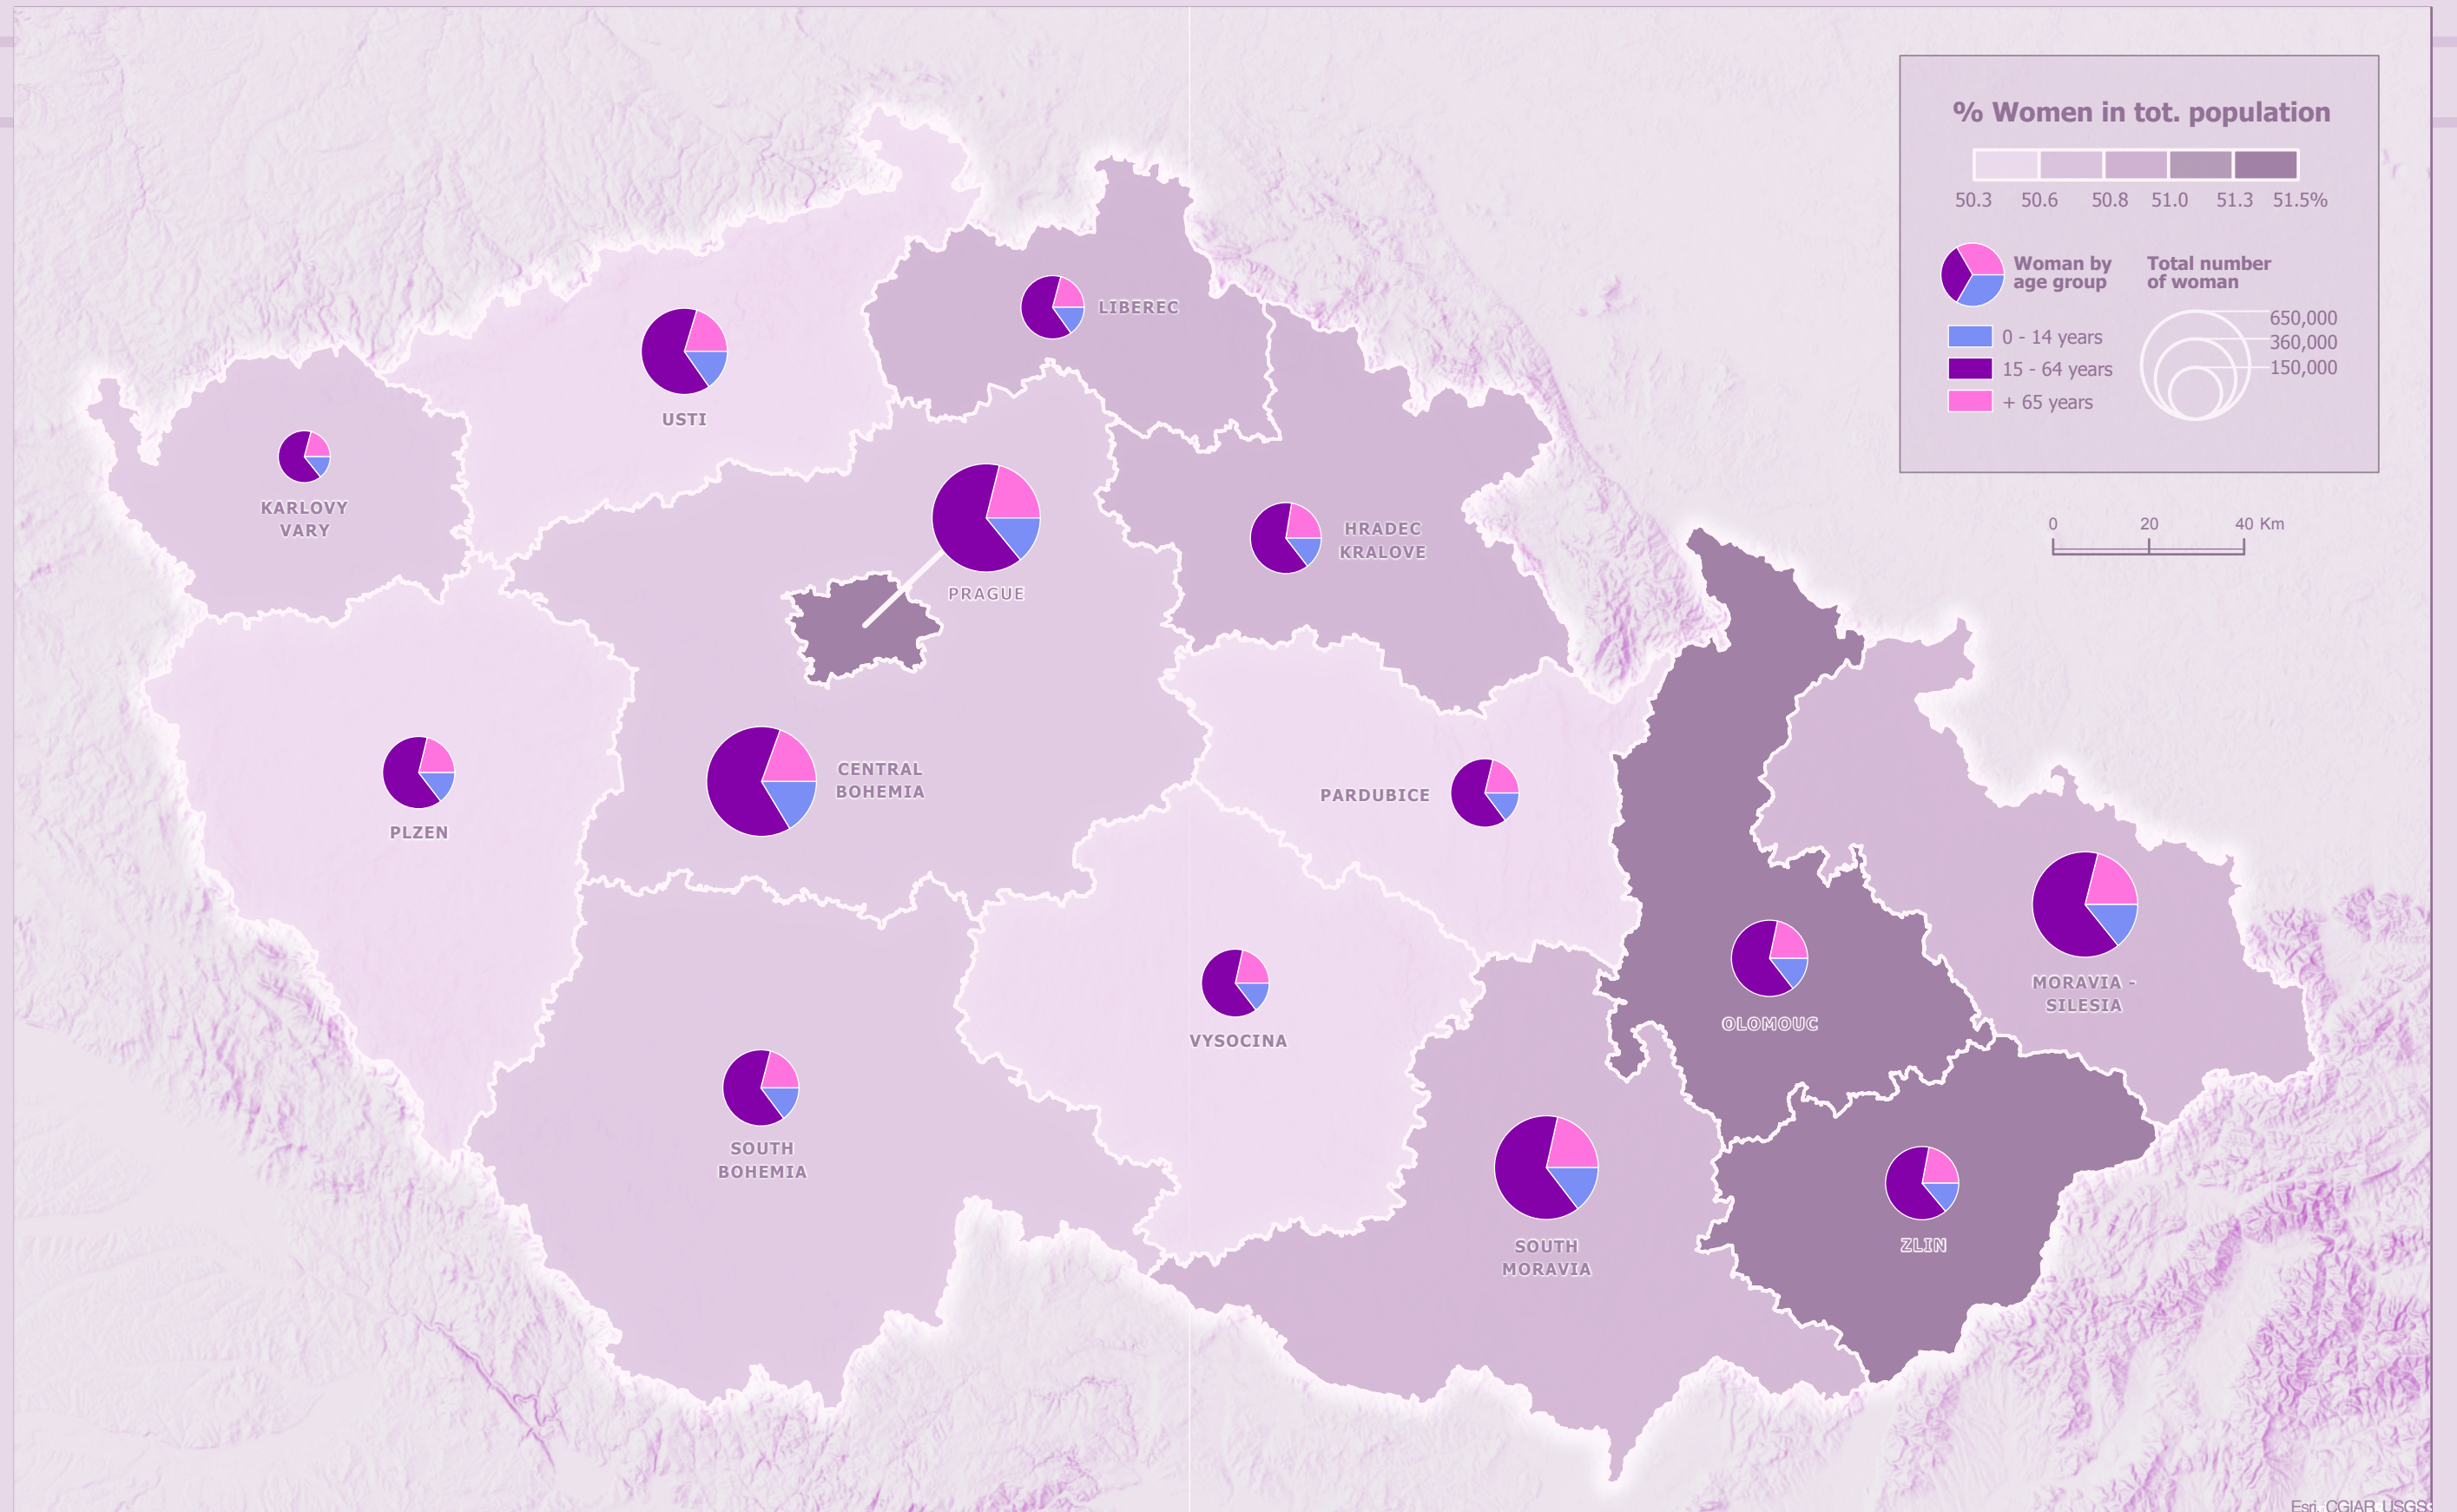 % Women in tot. population
50.3 50.6 50.8 51.0 51.3 51.5%
Woman by
age group
Total number
of woman
650,000
360,000
150,000
0 - 14 years
15 - 64 years
+ 65 years
0 20 40 Km
LIBEREC
USTI
KARLOVY
VARY
HRADEC
KRALOVE
PRAGUE
CENTRAL
BOHEMIA
PARDUBICE
PLZEN
MORAVIA -
SILESIA
OLOMOUC
VYSOCINA
SOUTH
BOHEMIA
SOUTH
MORAVIA
ZLIN
Esri, CGIAR, USGS